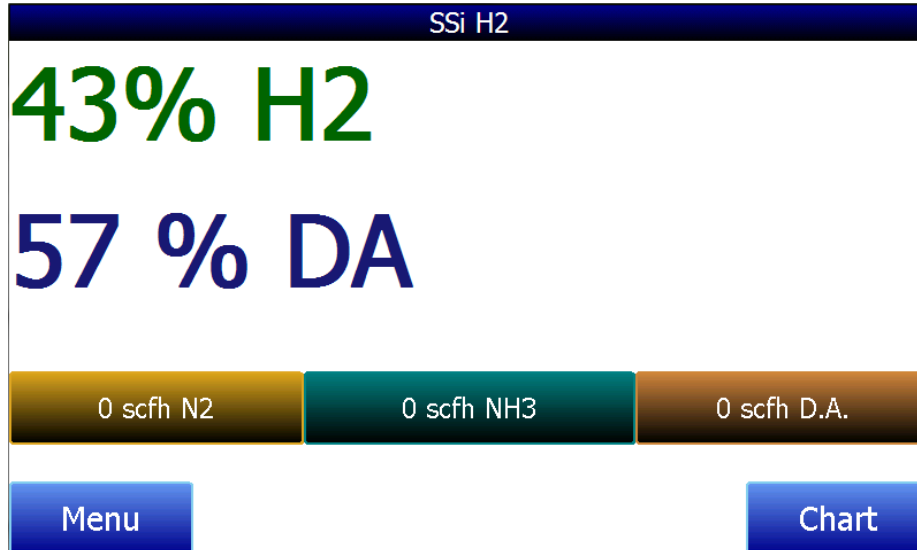 SSi H2
43% H2
57 % DA
0 scfh N2 0 scfh NH3 0 scfh D.A.
Menu Chart